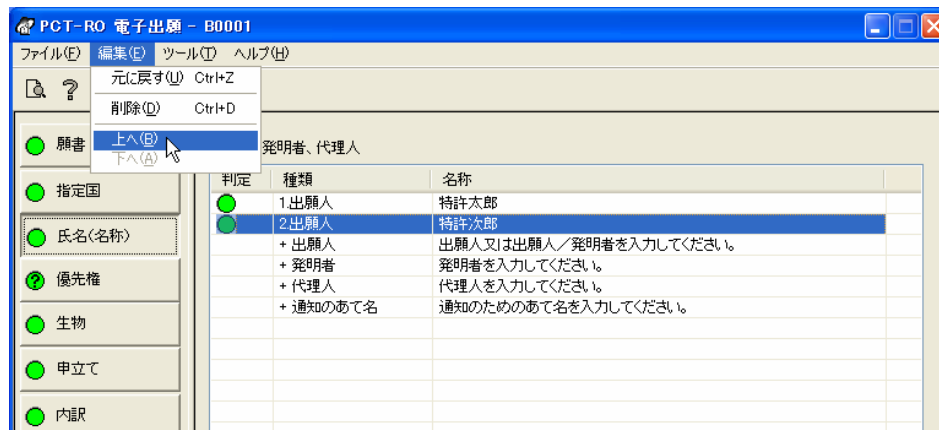 PCT-RO 電子出願 - B0001
ファイル(F) 編集(E) ツール(T) ヘルプ(H)
元に戻す(U) Ctrl+Z
削除(D) Ctrl+D
上へ(B)
下へ(A)
願書
発明者、代理人
指定国
氏名(名称)
優先権
生物
申立て
内訳
判定 種類 名称
1.出願人 特許太郎
2.出願人 特許次郎
+ 出願人 出願人又は出願人／発明者を入力してください。
+ 発明者 発明者を入力してください。
+ 代理人 代理人を入力してください。
+ 通知のあて名 通知のためのあて名を入力してください。